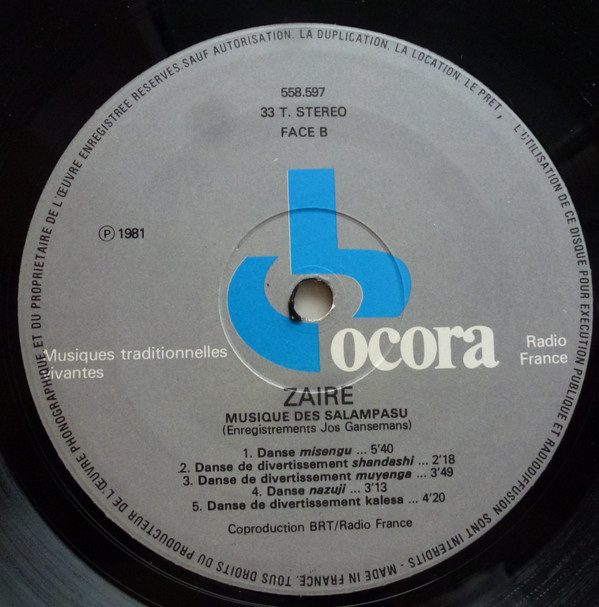 558.597
33 T. STEREO
FACE B
℗ 1981
ocora
Musiques traditionnelles
vivantes
Radio
France
ZAIRE
MUSIQUE DES SALAMPASU
(Enregistrements Jos Gansemans)
1. Danse misengu ... 5'40
2. Danse de divertissement shandashi ... 2'18
3. Danse de divertissement muyenga ... 3'49
4. Danse nazuji ... 3'13
5. Danse de divertissement kalesa ... 4'20
Coproduction BRT/Radio France
MADE IN FRANCE. TOUS DROITS DU PRODUCTEUR DE L'ŒUVRE PHONOGRAPHIQUE ET DU PROPRIETAIRE DE L'ŒUVRE ENREGISTREE RESERVES.SAUF AUTORISATION. LA DUPLICATION. LA LOCATION. LE PRET, L'UTILISATION DE CE DISQUE POUR EXECUTION PUBLIQUE ET RADIODIFFUSION SONT INTERDITS -